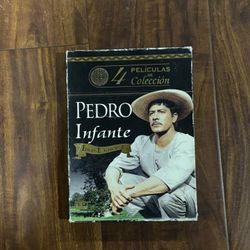 4 PELÍCULAS
de Colección
PEDRO
Infante